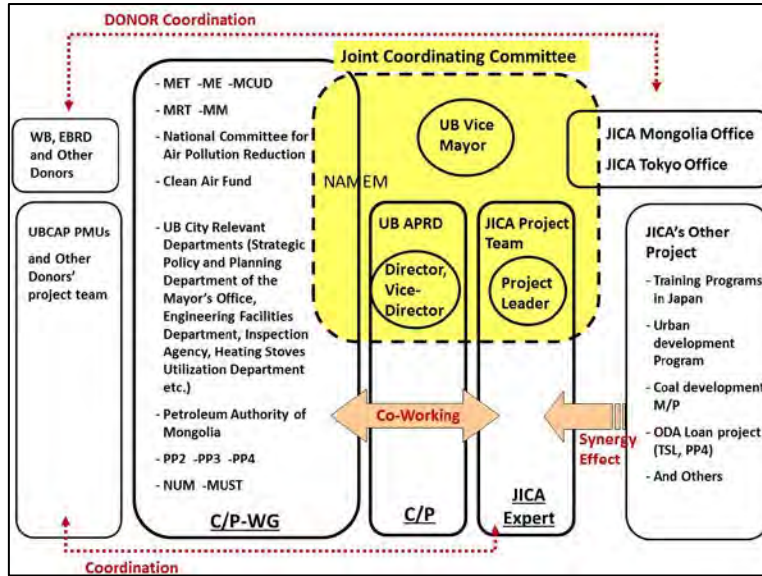 DONOR Coordination
Joint Coordinating Committee
WB, EBRD
and Other
Donors
UBCAP PMUs
and Other
Donors'
project team
- MET -ME -MCUD
- MRT -MM
- National Committee for
Air Pollution Reduction
- Clean Air Fund
- UB City Relevant
Departments (Strategic
Policy and Planning
Department of the
Mayor's Office,
Engineering Facilities
Department, Inspection
Agency, Heating Stoves
Utilization Department
etc.)
- Petroleum Authority of
Mongolia
- PP2 -PP3 -PP4
- NUM -MUST
C/P-WG
NAMEM
UB Vice
Mayor
UB APRD
Director,
Vice-
Director
C/P
JICA Project
Team
Project
Leader
JICA
Expert
Co-Working
Synergy
Effect
JICA Mongolia Office
JICA Tokyo Office
JICA's Other
Project
- Training Programs
in Japan
- Urban
development
Program
- Coal development
M/P
- ODA Loan project
(TSL, PP4)
- And Others
Coordination